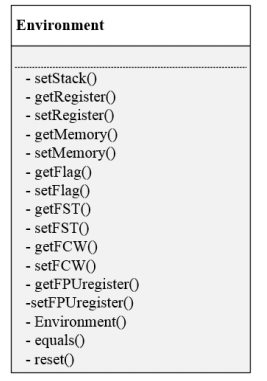 Environment
- setStack()
- getRegister()
- setRegister()
- getMemory()
- setMemory()
- getFlag()
- setFlag()
- getFST()
- setFST()
- getFCW()
- setFCW()
- getFPUregister()
-setFPUregister()
- Environment()
- equals()
- reset()